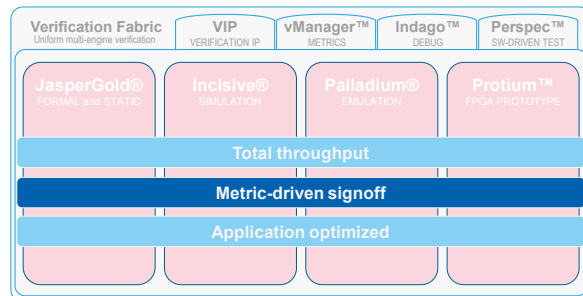 Verification Fabric
Uniform multi-engine verification
VIP
VERIFICATION IP
vManager™
METRICS
Indago™
DEBUG
Perspec™
SW-DRIVEN TEST
JasperGold®
FORMAL and STATIC
Incisive®
SIMULATION
Palladium®
EMULATION
Protium™
FPGA PROTOTYPE
Total throughput
Metric-driven signoff
Application optimized